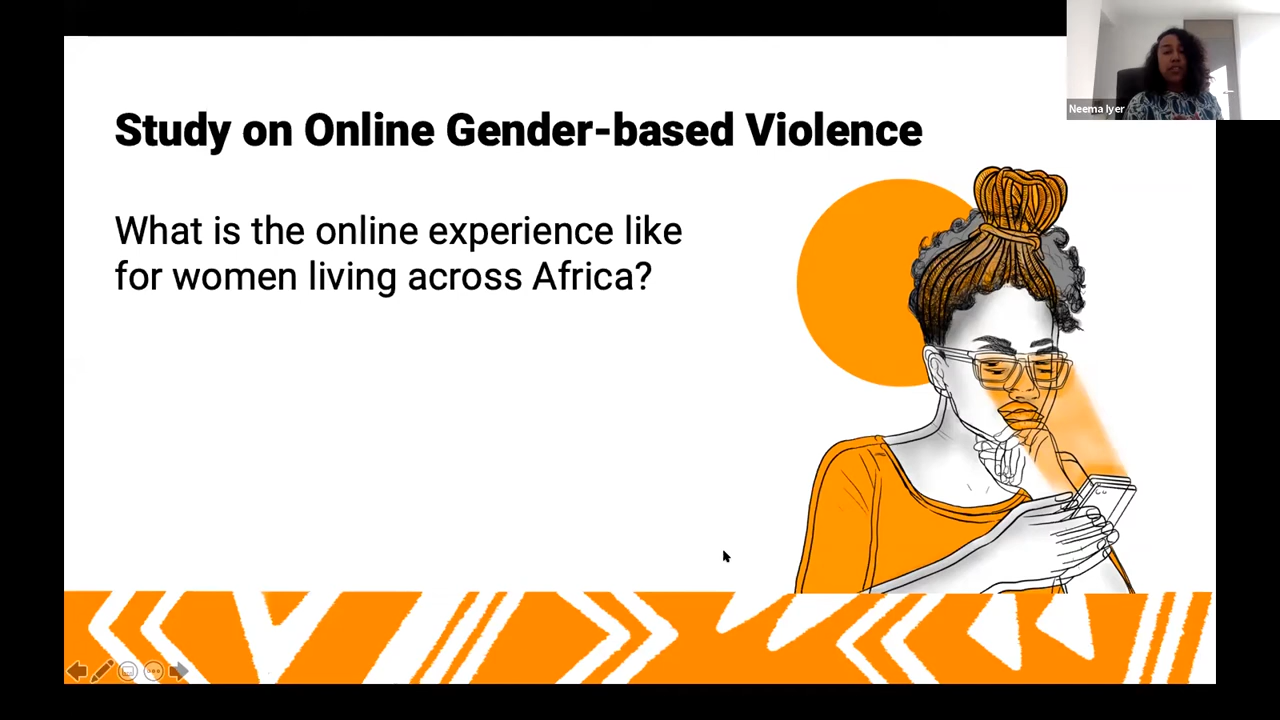 Study on Online Gender-based Violence
What is the online experience like
for women living across Africa?
Neema Iyer